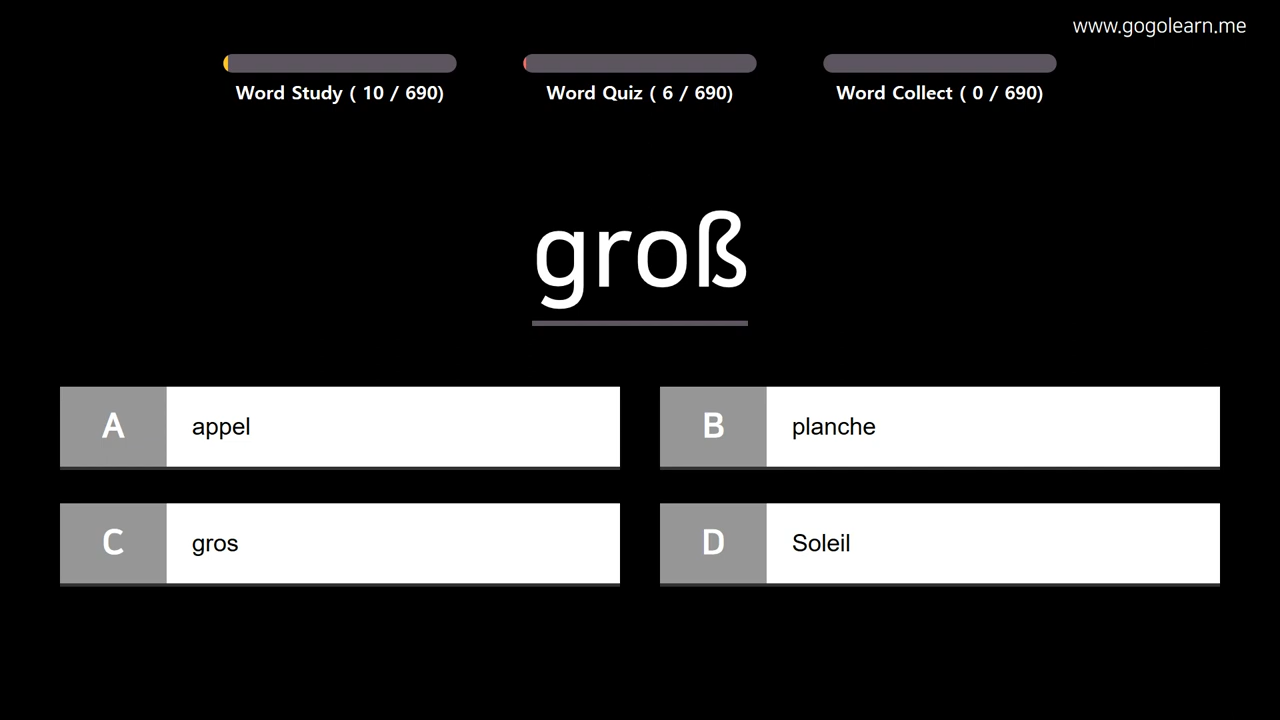 www.gogolearn.me
Word Study ( 10 / 690)
Word Quiz ( 6 / 690)
Word Collect ( 0 / 690)
groß
A appel
B planche
C gros
D Soleil